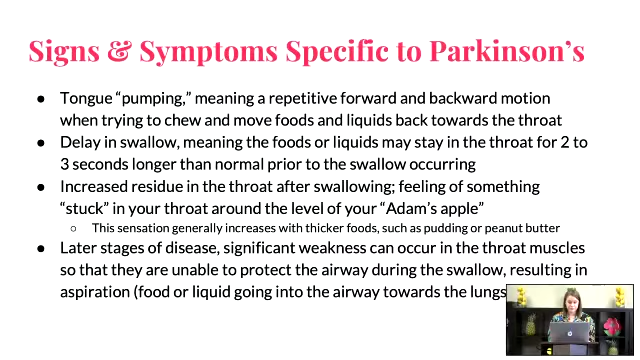 Signs & Symptoms Specific to Parkinson's
● Tongue “pumping,” meaning a repetitive forward and backward motion
when trying to chew and move foods and liquids back towards the throat
● Delay in swallow, meaning the foods or liquids may stay in the throat for 2 to
3 seconds longer than normal prior to the swallow occurring
● Increased residue in the throat after swallowing; feeling of something
“stuck” in your throat around the level of your “Adam’s apple”
○ This sensation generally increases with thicker foods, such as pudding or peanut butter
● Later stages of disease, significant weakness can occur in the throat muscles
so that they are unable to protect the airway during the swallow, resulting in
aspiration (food or liquid going into the airway towards the lungs